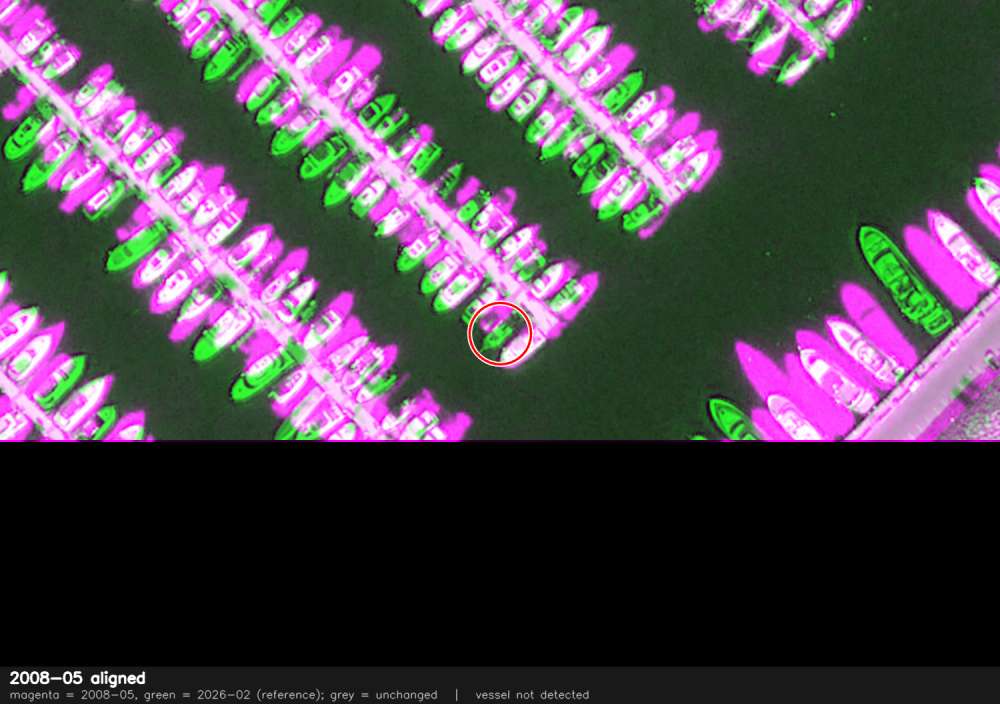 2008-05 aligned
magenta = 2008-05, green = 2026-02 (reference); grey = unchanged | vessel not detected